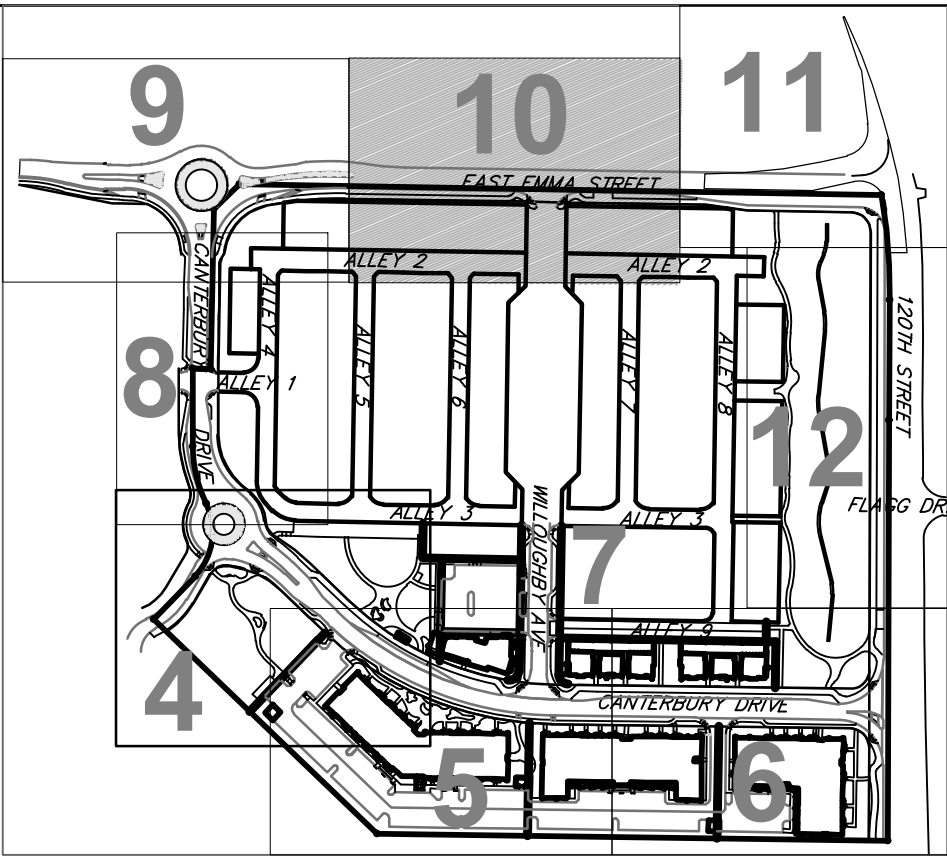 9
10
11
EAST EMMA STREET
ALLEY 2
ALLEY 2
CANTERBURY
DRIVE
ALLEY 4
ALLEY 1
ALLEY 5
ALLEY 6
ALLEY 7
ALLEY 8
120TH STREET
8
12
FLAGG DR
ALLEY 3
ALLEY 3
WILLOUGHBY AVE
7
ALLEY 9
CANTERBURY DRIVE
4
5
6